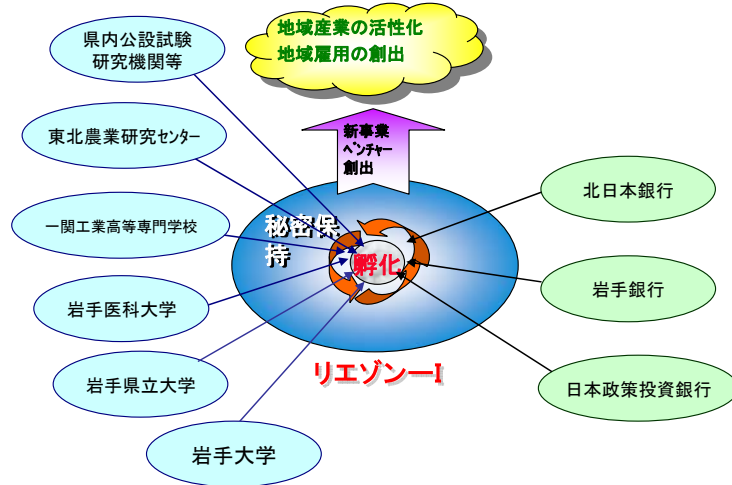 地域産業の活性化
地域雇用の創出
県内公設試験
研究機関等
新事業
ベンチャー
創出
東北農業研究センター
北日本銀行
一関工業高等専門学校
秘密保
持
孵化
岩手銀行
岩手医科大学
リエゾンーI
岩手県立大学
日本政策投資銀行
岩手大学